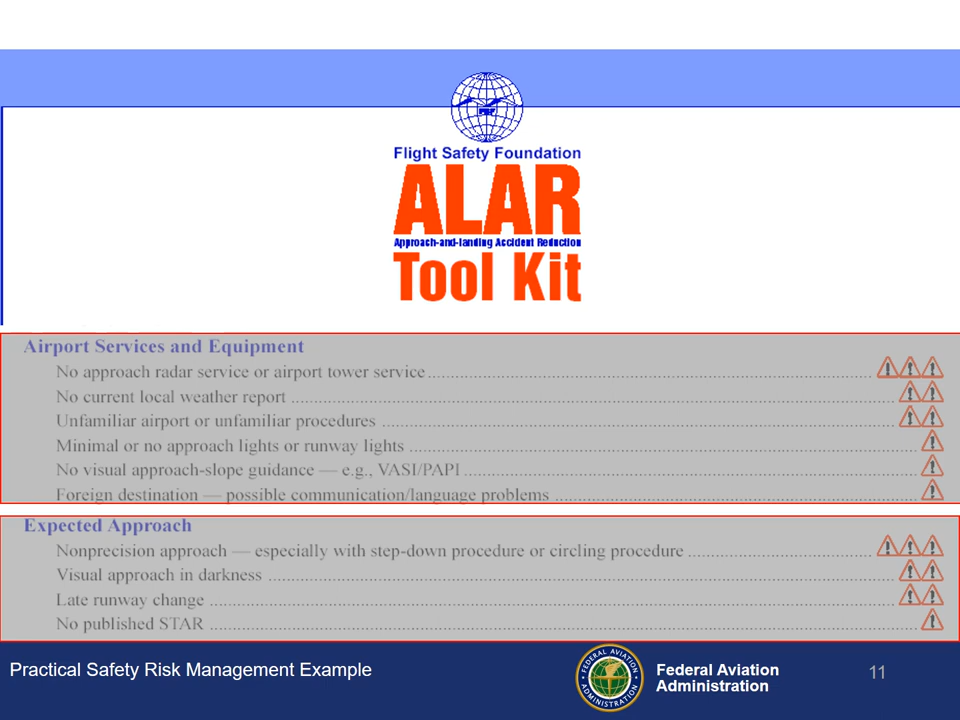 Flight Safety Foundation
ALAR
Approach-and-landing Accident Reduction
Tool Kit
Airport Services and Equipment
No approach radar service or airport tower service
No current local weather report
Unfamiliar airport or unfamiliar procedures
Minimal or no approach lights or runway lights
No visual approach-slope guidance — e.g., VASI/PAPI
Foreign destination — possible communication/language problems
Expected Approach
Nonprecision approach — especially with step-down procedure or circling procedure
Visual approach in darkness
Late runway change
No published STAR
Practical Safety Risk Management Example
FEDERAL AVIATION
ADMINISTRATION
Federal Aviation
Administration
11